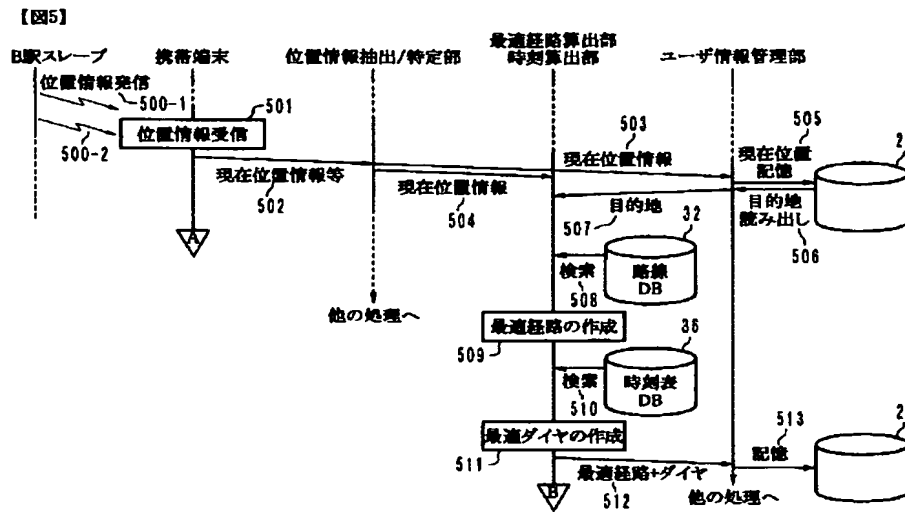 【図5】
B駅スレーブ
携帯端末
位置情報抽出/特定部
最適経路算出部
時刻算出部
ユーザ情報管理部
位置情報発信
500-1
501
位置情報受信
500-2
503
現在位置情報
505
現在位置
記憶
2
現在位置情報等
502
現在位置情報
504
目的地
507
目的地
読み出し
506
32
検索
508
路線
DB
他の処理へ
最適経路の作成
509
36
検索
510
時刻表
DB
最適ダイヤの作成
511
513
記憶
2
最適経路+ダイヤ
512
他の処理へ
A
B